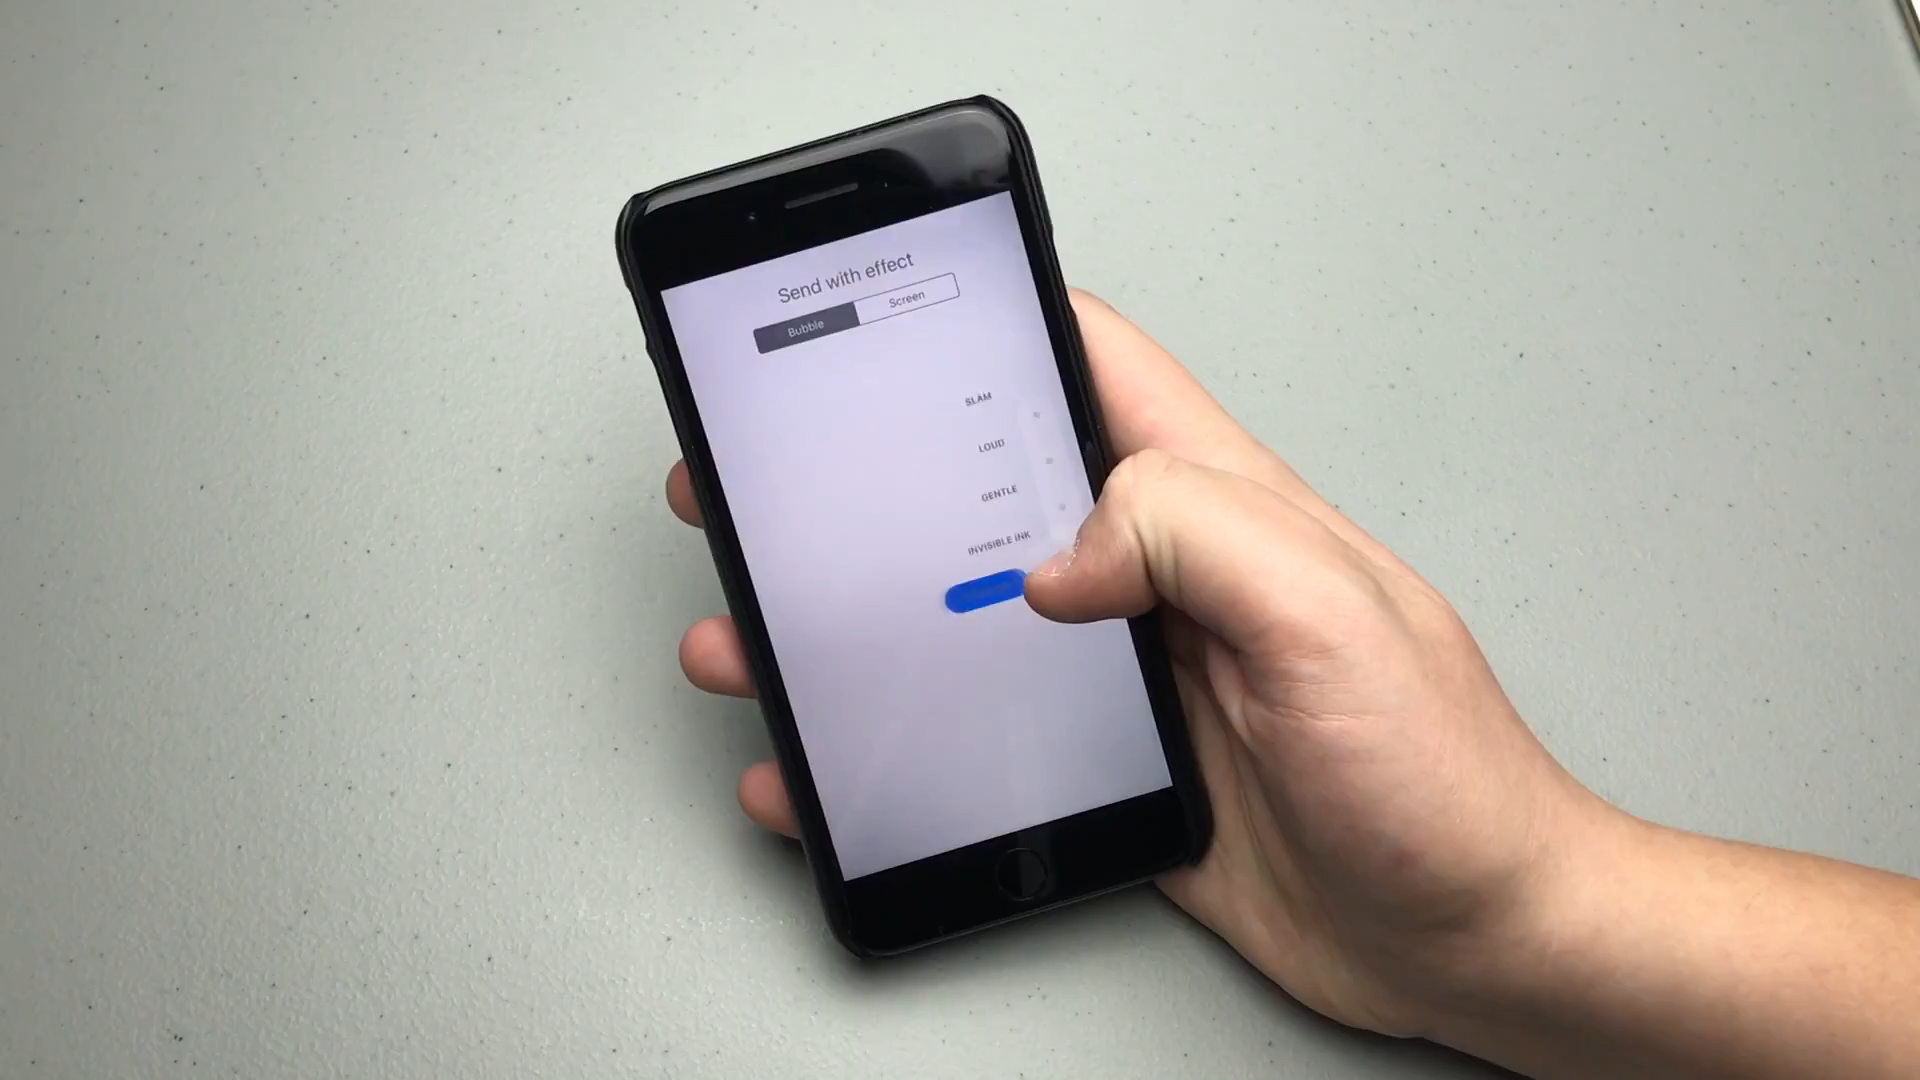 Send with effect
Bubble
Screen
SLAM
LOUD
GENTLE
INVISIBLE INK